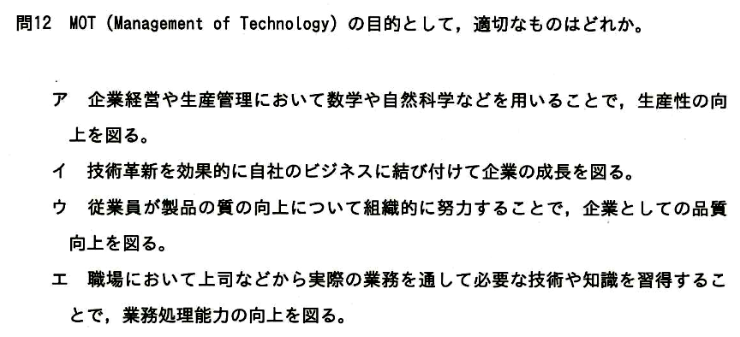 問12　MOT (Management of Technology) の目的として，適切なものはどれか。
ア　企業経営や生産管理において数学や自然科学などを用いることで，生産性の向
上を図る。
イ　技術革新を効果的に自社のビジネスに結び付けて企業の成長を図る。
ウ　従業員が製品の質の向上について組織的に努力することで，企業としての品質
向上を図る。
エ　職場において上司などから実際の業務を通して必要な技術や知識を習得するこ
とで，業務処理能力の向上を図る。